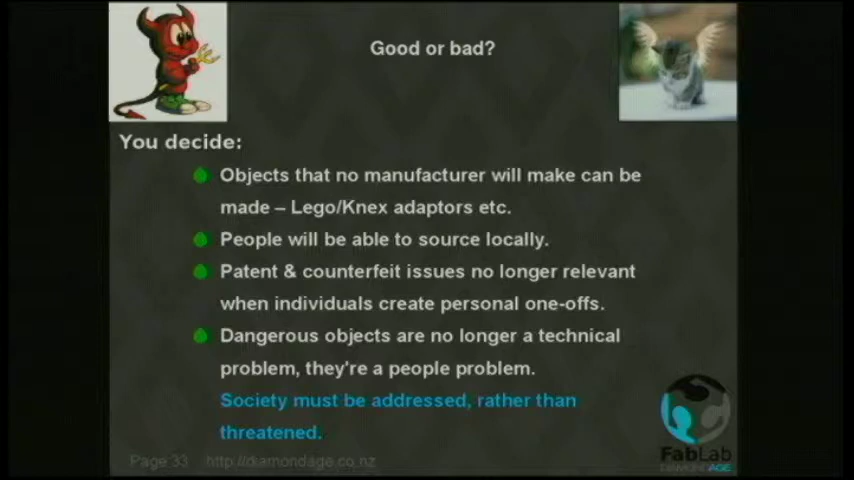 Good or bad?
You decide:
Objects that no manufacturer will make can be
made – Lego/Knex adaptors etc.
People will be able to source locally.
Patent & counterfeit issues no longer relevant
when individuals create personal one-offs.
Dangerous objects are no longer a technical
problem, they're a people problem.
Society must be addressed, rather than
threatened.
FabLab
DIAMOND AGE
Page 33 http://diamondage.co.nz